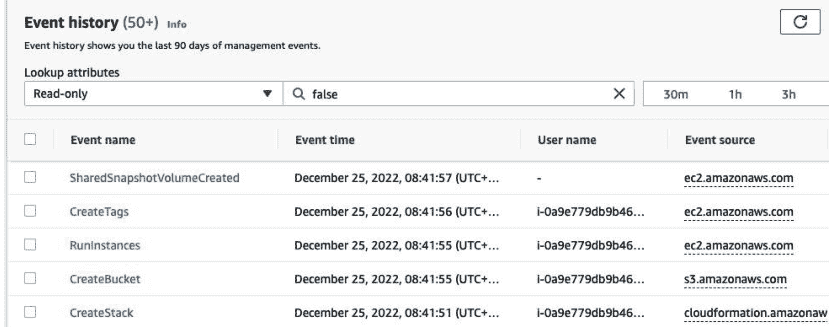 Event history (50+) Info
Event history shows you the last 90 days of management events.
Lookup attributes
Read-only false 30m 1h 3h
Event name Event time User name Event source
SharedSnapshotVolumeCreated December 25, 2022, 08:41:57 (UTC+... - ec2.amazonaws.com
CreateTags December 25, 2022, 08:41:56 (UTC+... i-0a9e779db9b46... ec2.amazonaws.com
RunInstances December 25, 2022, 08:41:55 (UTC+... i-0a9e779db9b46... ec2.amazonaws.com
CreateBucket December 25, 2022, 08:41:55 (UTC+... i-0a9e779db9b46... s3.amazonaws.com
CreateStack December 25, 2022, 08:41:51 (UTC+... i-0a9e779db9b46... cloudformation.amazonaw